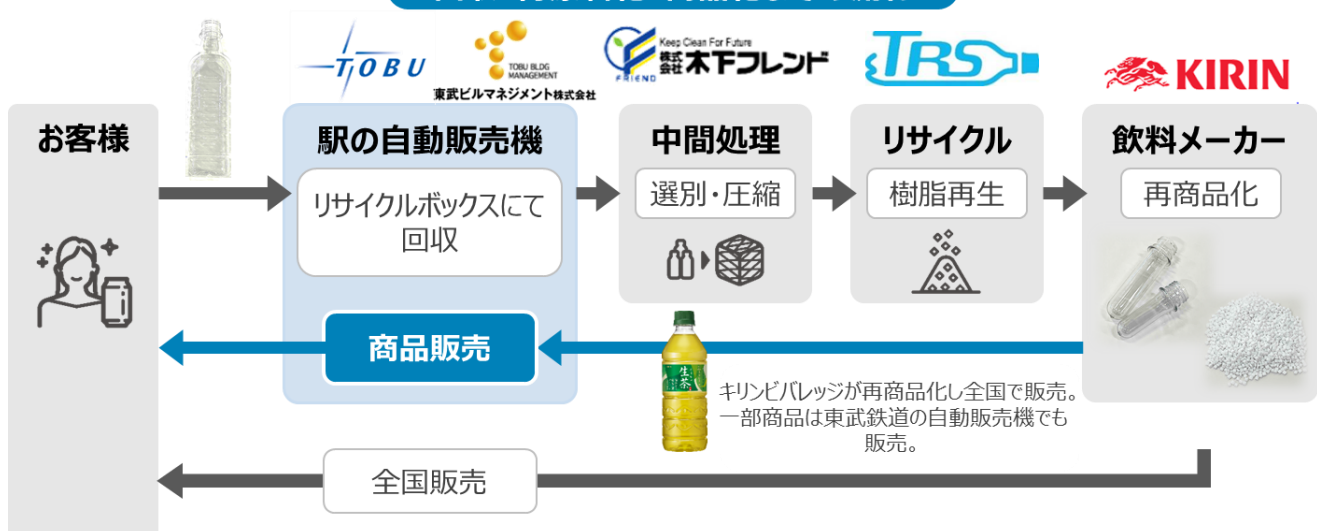 TOBU
TOBU BLDG
MANAGEMENT
東武ビルマネジメント株式会社
Keep Clean For Future
株式会社木下フレンド
FRIEND
TRS
KIRIN
お客様
駅の自動販売機
リサイクルボックスにて
回収
中間処理
選別・圧縮
リサイクル
樹脂再生
飲料メーカー
再商品化
商品販売
生茶
キリンビバレッジが再商品化し全国で販売。
一部商品は東武鉄道の自動販売機でも
販売。
全国販売